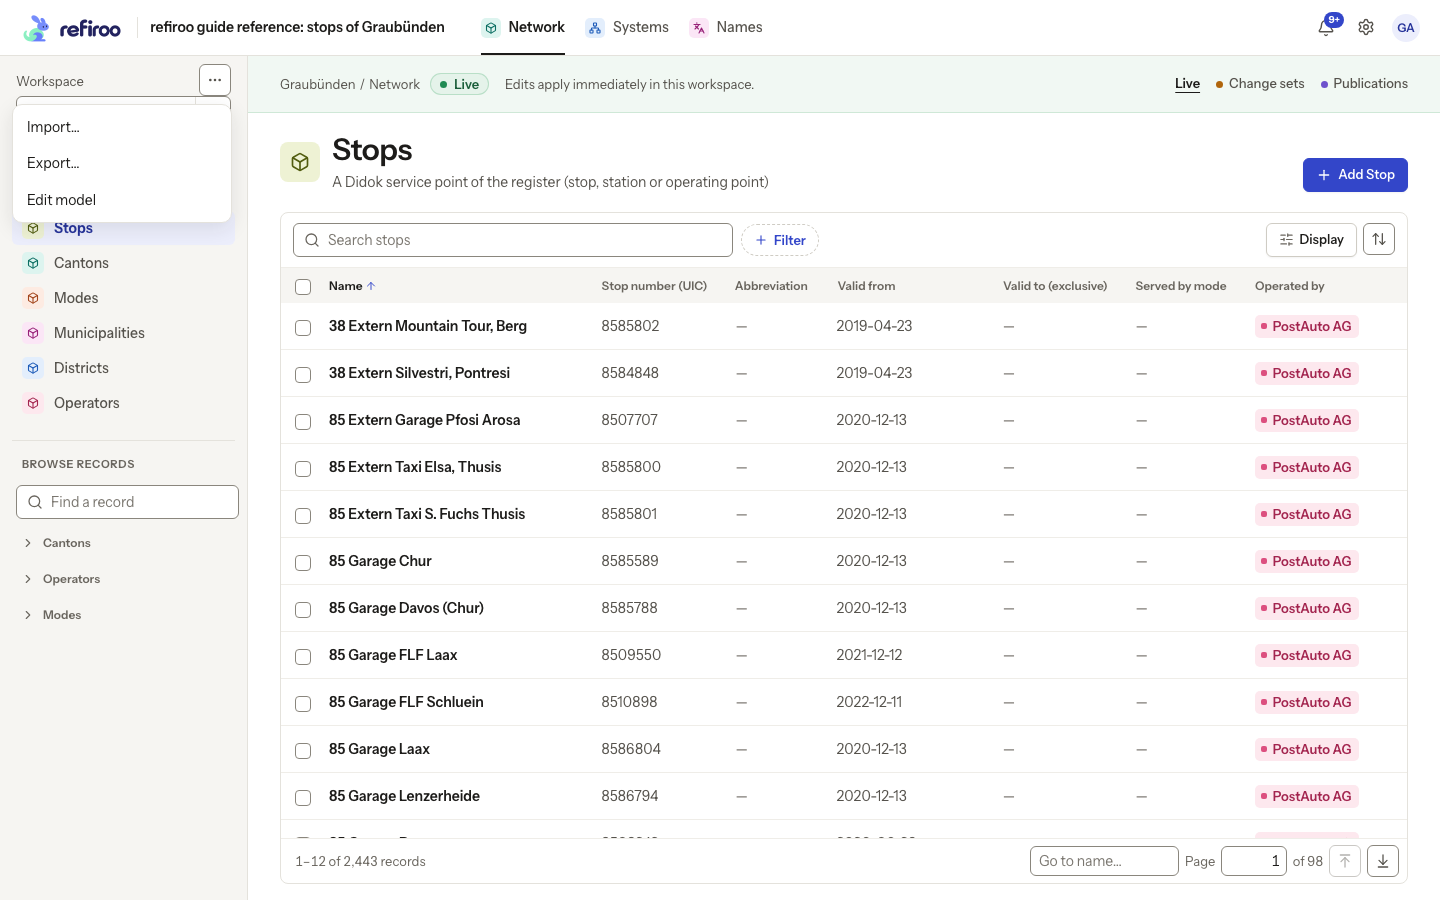 refiroo
refiroo guide reference: stops of Graubünden
Network
Systems
Names
9+
GA
Workspace
Import...
Export...
Edit model
Stops
Cantons
Modes
Municipalities
Districts
Operators
BROWSE RECORDS
Find a record
Cantons
Operators
Modes
Graubünden / Network
Live
Edits apply immediately in this workspace.
Live
Change sets
Publications
Stops
A Didok service point of the register (stop, station or operating point)
Add Stop
Search stops
Filter
Display
Name Stop number (UIC) Abbreviation Valid from Valid to (exclusive) Served by mode Operated by
38 Extern Mountain Tour, Berg 8585802 — 2019-04-23 — — PostAuto AG
38 Extern Silvestri, Pontresi 8584848 — 2019-04-23 — — PostAuto AG
85 Extern Garage Pfosi Arosa 8507707 — 2020-12-13 — — PostAuto AG
85 Extern Taxi Elsa, Thusis 8585800 — 2020-12-13 — — PostAuto AG
85 Extern Taxi S. Fuchs Thusis 8585801 — 2020-12-13 — — PostAuto AG
85 Garage Chur 8585589 — 2020-12-13 — — PostAuto AG
85 Garage Davos (Chur) 8585788 — 2020-12-13 — — PostAuto AG
85 Garage FLF Laax 8509550 — 2021-12-12 — — PostAuto AG
85 Garage FLF Schluein 8510898 — 2022-12-11 — — PostAuto AG
85 Garage Laax 8586804 — 2020-12-13 — — PostAuto AG
85 Garage Lenzerheide 8586794 — 2020-12-13 — — PostAuto AG
1–12 of 2,443 records
Go to name...
Page
1
of 98